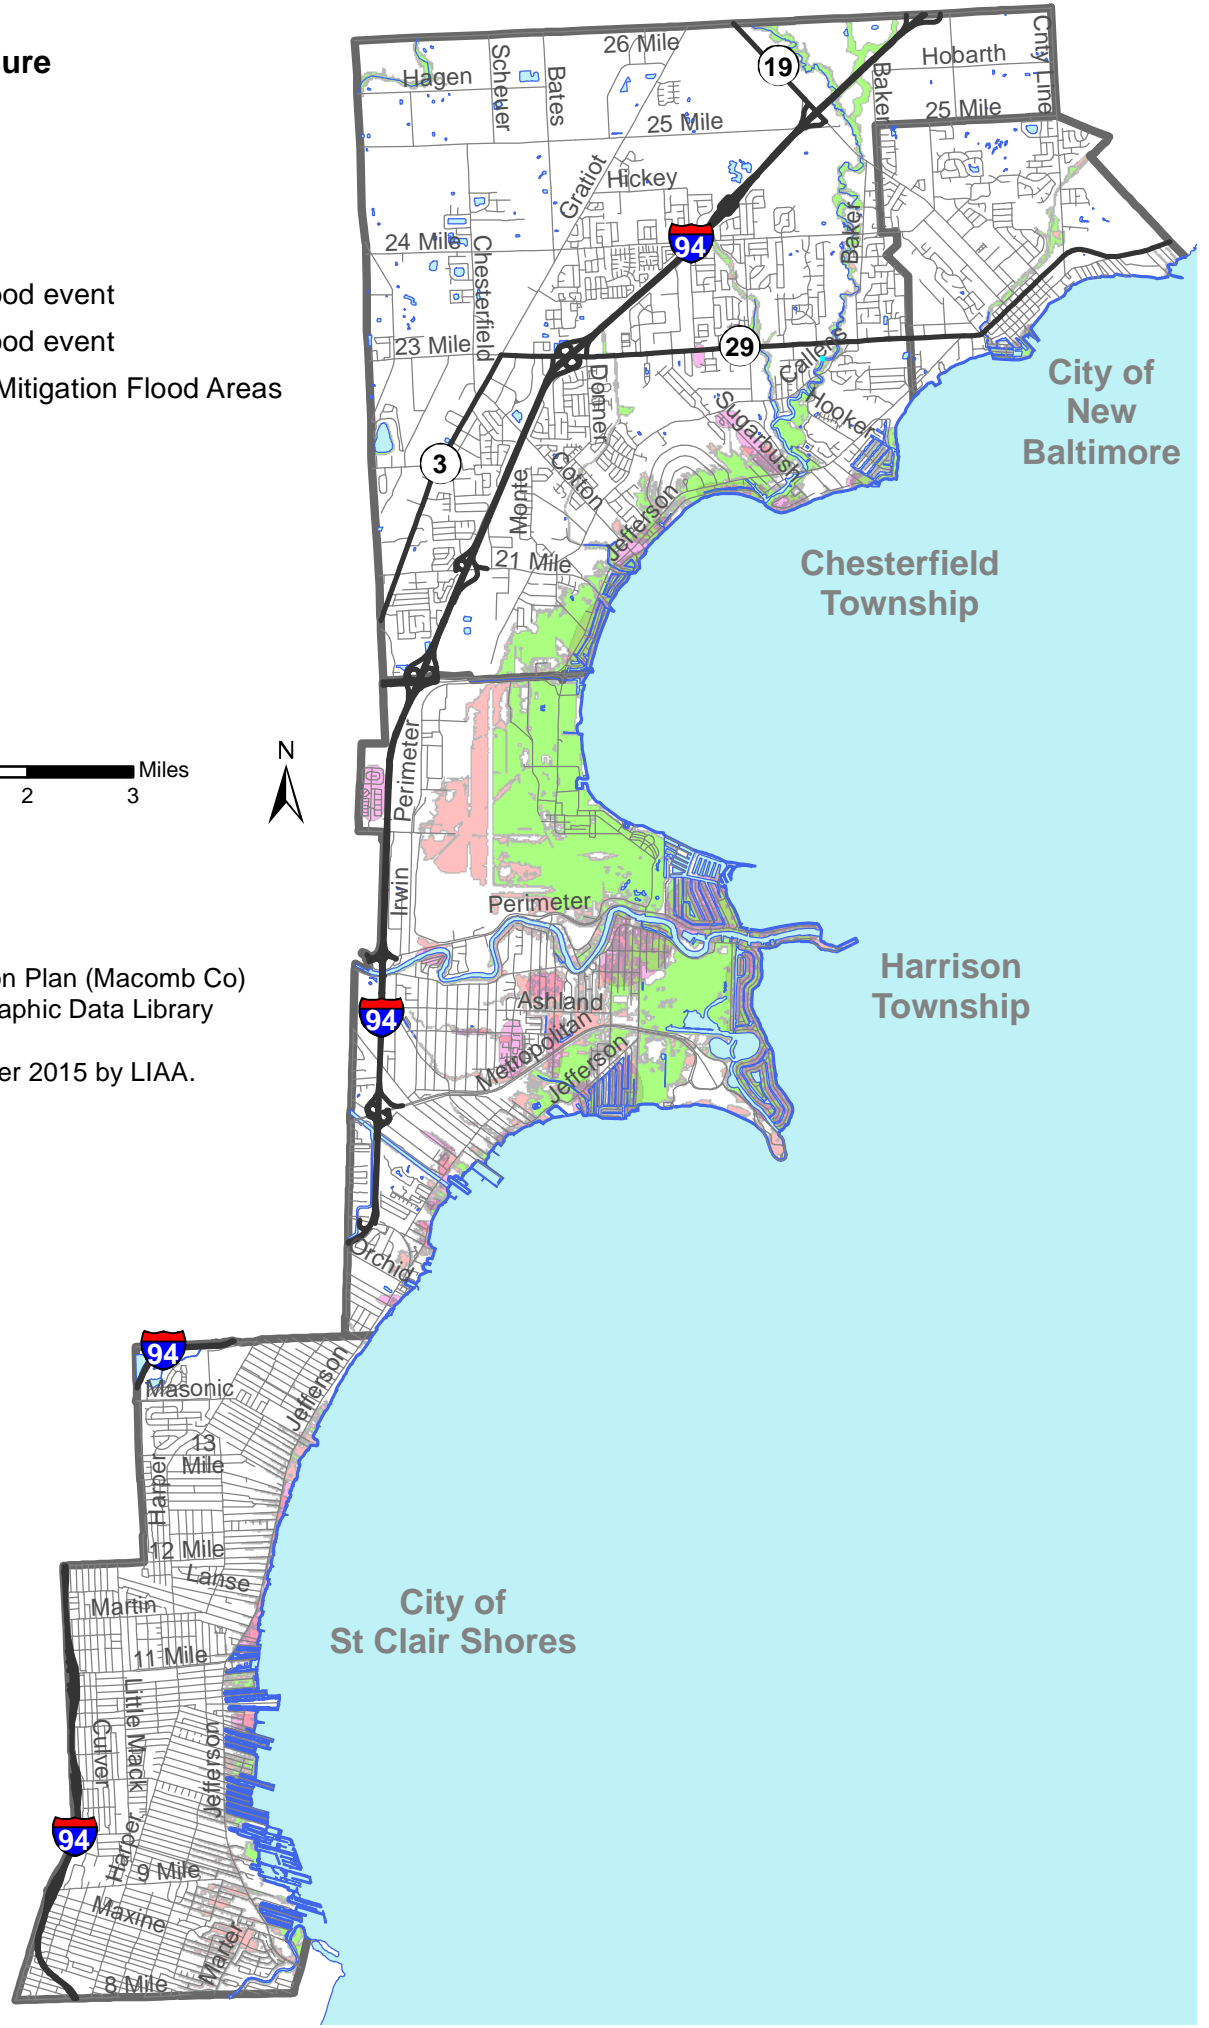 ure
26 Mile
Hobarth
Cnty Line
19
Hagen
Scheuer
Bates
Baker
25 Mile
25 Mile
Gratiot
Hickey
24 Mile
Chesterfield
94
Baker
ood event
ood event
Mitigation Flood Areas
23 Mile
29
Callens
Donner
Hooker
Sugarbush
City of
New
Baltimore
3
Monte
Cotton
Jefferson
21 Mile
Chesterfield
Township
N
Miles
2
3
Perimeter
Irwin
Perimeter
Harrison
Township
on Plan (Macomb Co)
aphic Data Library
94
Ashland
Metropolitan
Jefferson
er 2015 by LIAA.
Orchid
94
Masonic
Jefferson
13
Mile
Harper
12 Mile
Lanse
Martin
City of
St Clair Shores
11 Mile
Little Mack
Culver
Jefferson
94
Harper
9 Mile
Maxine
Marter
8 Mile